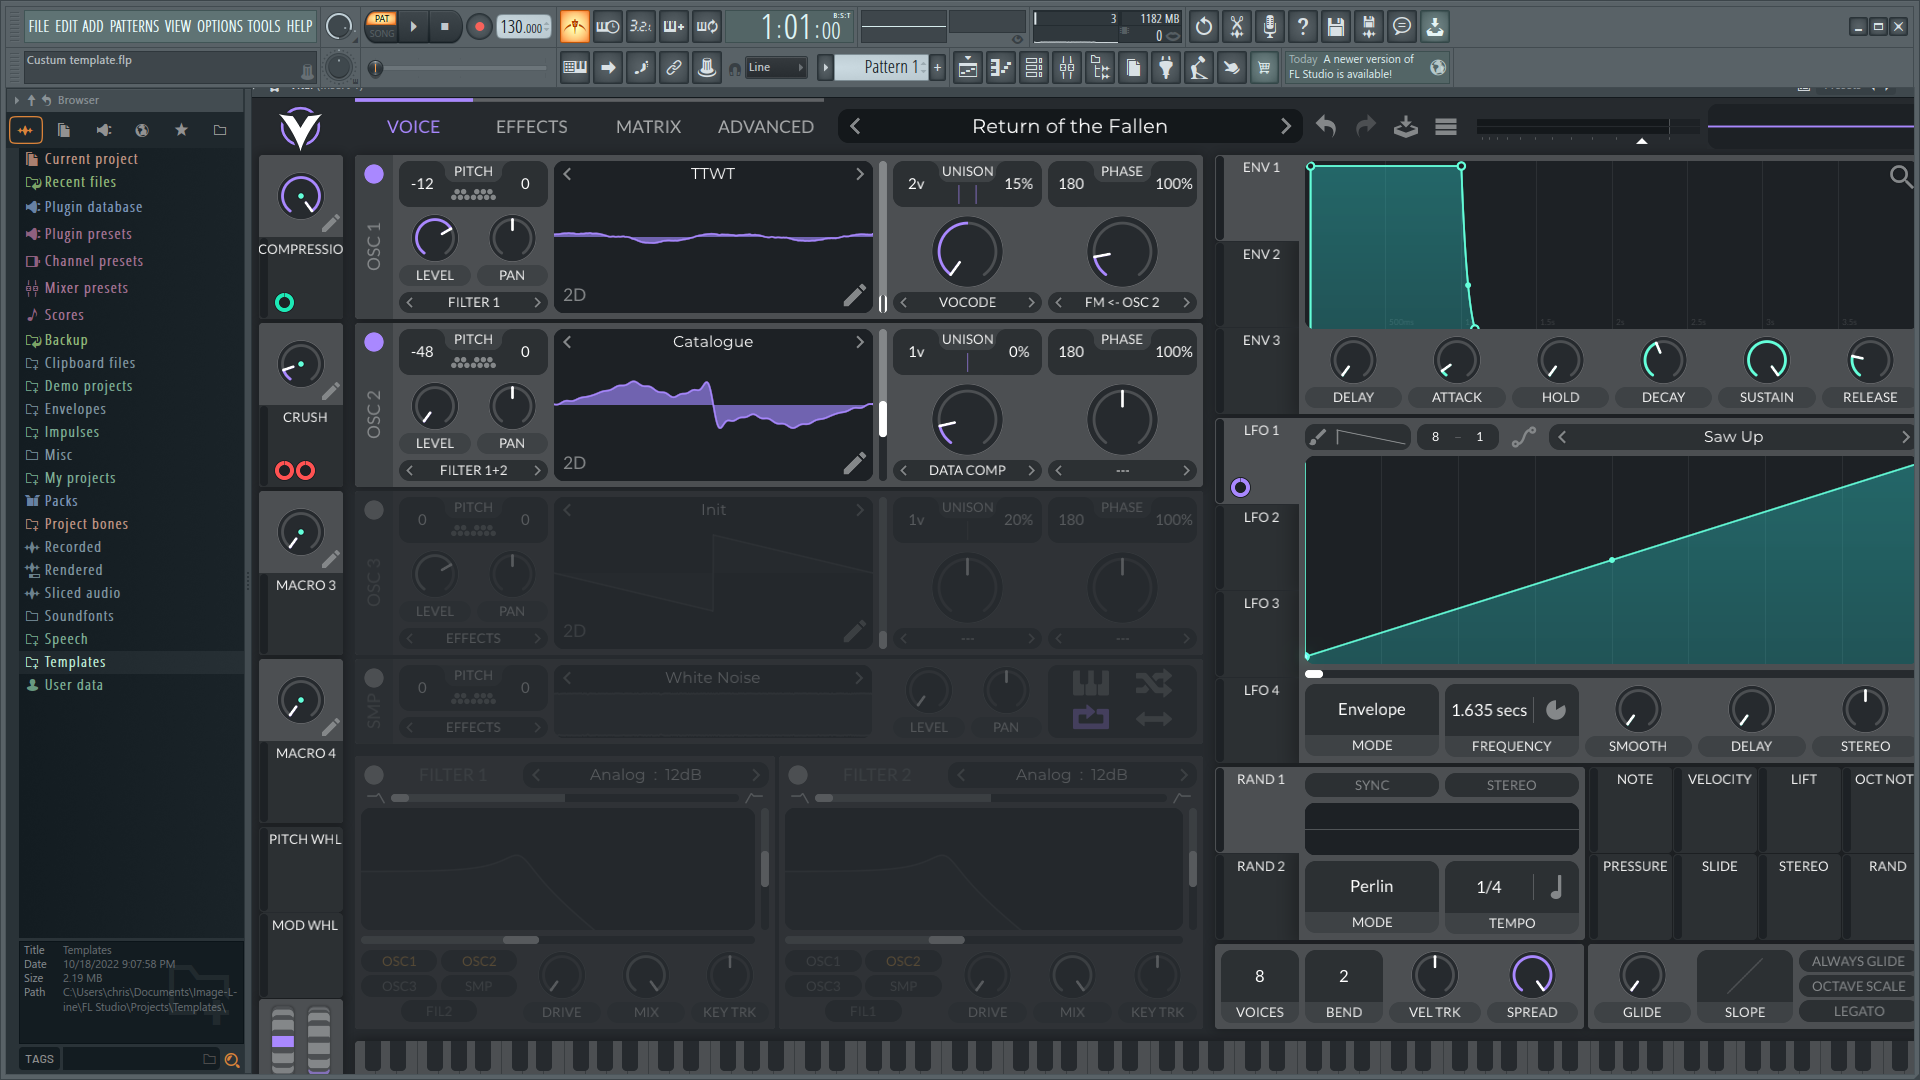 FILE EDIT ADD PATTERNS VIEW OPTIONS TOOLS HELP
PAT
SONG
130.000
3.2.
1:01:00
B:S:T
3
1182 MB
0
Custum template.flp
Line
Pattern 1
+
Today A newer version of
FL Studio is available!
Browser
Current project
Recent files
Plugin database
Plugin presets
Channel presets
Mixer presets
Scores
Backup
Clipboard files
Demo projects
Envelopes
Impulses
Misc
My projects
Packs
Project bones
Recorded
Rendered
Sliced audio
Soundfonts
Speech
Templates
User data
Title Templates
Date 10/18/2022 9:07:58 PM
Size 2.19 MB
Path C:\Users\chris\Documents\Image-L-
ine\FL Studio\Projects\Templates\
TAGS
VOICE EFFECTS MATRIX ADVANCED
Return of the Fallen
COMPRESSIO
CRUSH
MACRO 3
MACRO 4
PITCH WHL
MOD WHL
OSC 1
PITCH
-12 0
LEVEL PAN
FILTER 1
TTWT
2D
UNISON
2v 15%
VOCODE
PHASE
180 100%
FM <- OSC 2
OSC 2
PITCH
-48 0
LEVEL PAN
FILTER 1+2
Catalogue
2D
UNISON
1v 0%
DATA COMP
PHASE
180 100%
---
OSC 3
PITCH
0 0
LEVEL PAN
EFFECTS
Init
2D
UNISON
1v 20%
---
PHASE
180 100%
---
SMP
PITCH
0 0
EFFECTS
White Noise
LEVEL PAN
FILTER 1
Analog : 12dB
OSC1 OSC2
OSC3 SMP
FIL2
DRIVE MIX KEY TRK
FILTER 2
Analog : 12dB
OSC1 OSC2
OSC3 SMP
FIL1
DRIVE MIX KEY TRK
ENV 1
ENV 2
ENV 3
500ms 1 1.5s 2s 2.5s 3s 3.5s
DELAY ATTACK HOLD DECAY SUSTAIN RELEASE
LFO 1
LFO 2
LFO 3
LFO 4
8 - 1
Saw Up
Envelope
MODE
1.635 secs
FREQUENCY
SMOOTH DELAY STEREO
RAND 1
RAND 2
SYNC STEREO
Perlin
MODE
1/4
TEMPO
NOTE VELOCITY LIFT OCT NOT
PRESSURE SLIDE STEREO RAND
8
VOICES
2
BEND
VEL TRK SPREAD
GLIDE SLOPE
ALWAYS GLIDE
OCTAVE SCALE
LEGATO